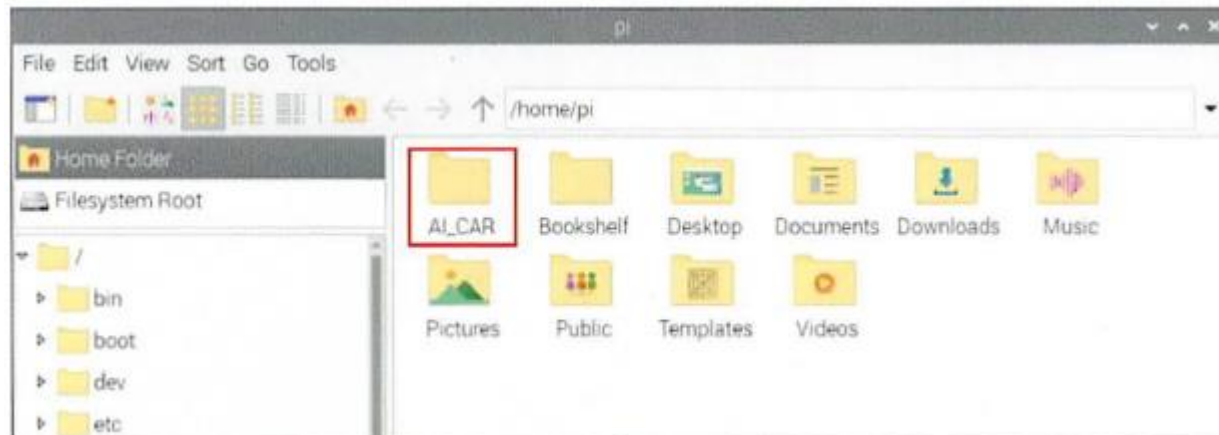 pi
File Edit View Sort Go Tools
/home/pi
Home Folder
Filesystem Root
AI_CAR Bookshelf Desktop Documents Downloads Music
/
bin
Pictures Public Templates Videos
boot
dev
etc